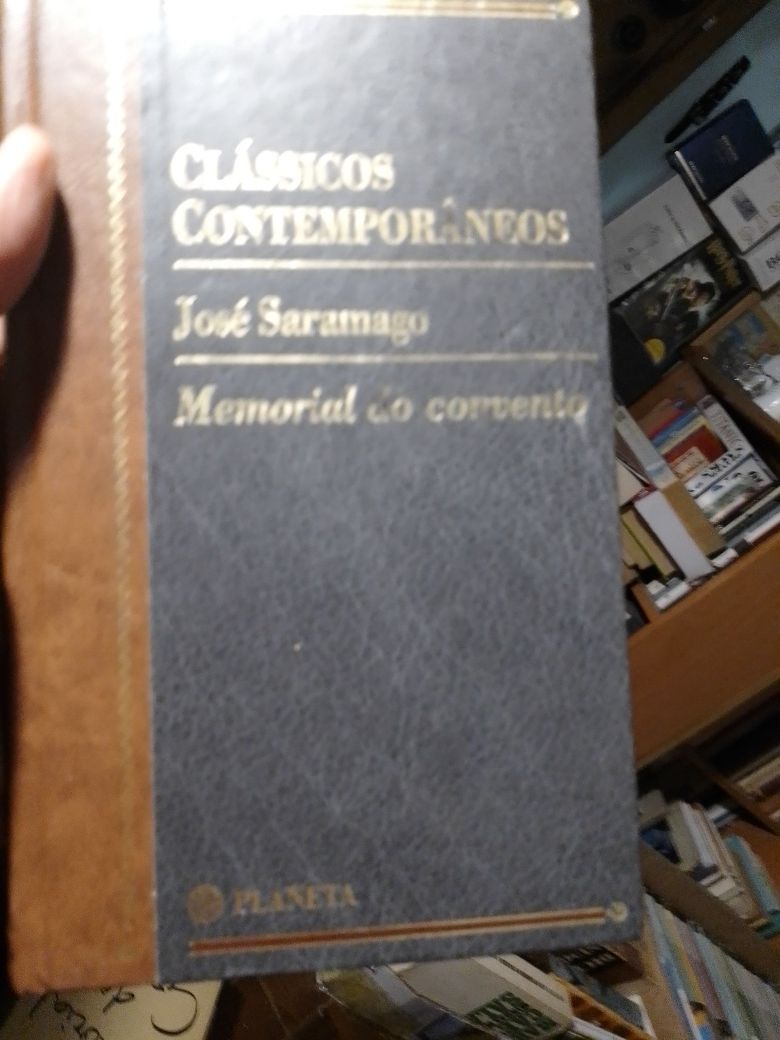 CLÁSSICOS
CONTEMPORÂNEOS
José Saramago
Memorial do convento
PLANETA